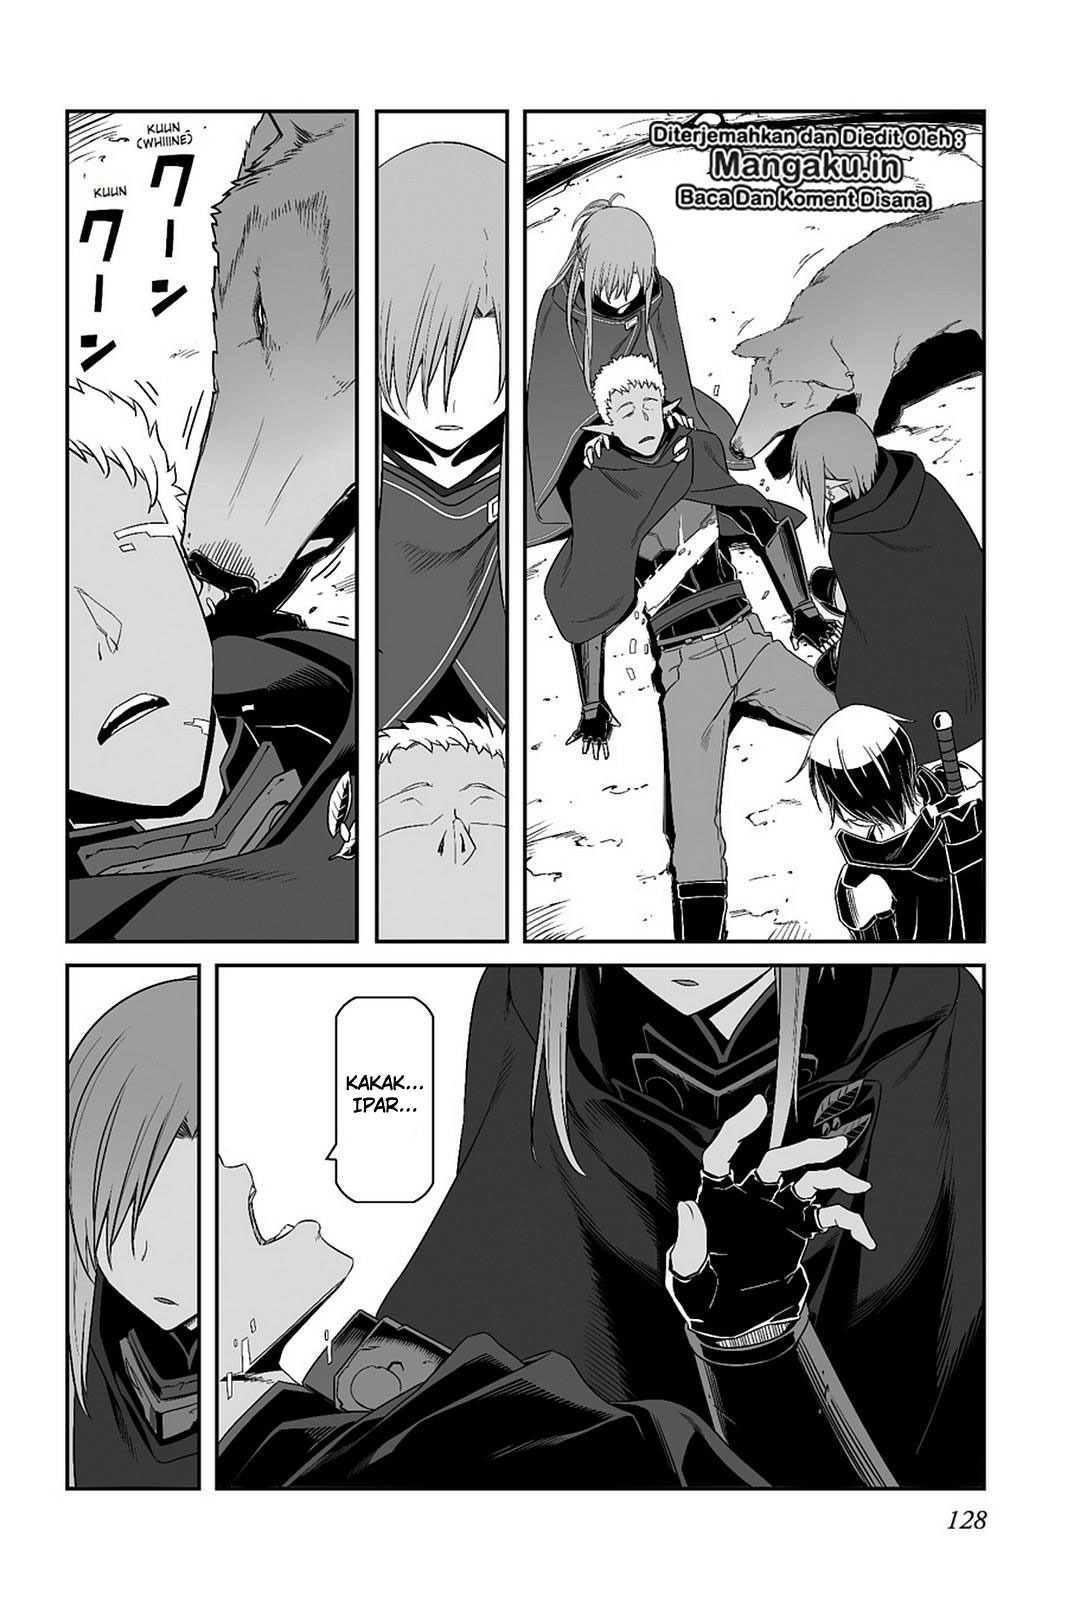 Diterjemahkan dan Diedit Oleh :
Mangaku.in
Baca Dan Koment Disana
KUUN
(WHIIINE)
クーン
KUUN
クーン
KAKAK...
IPAR...
128